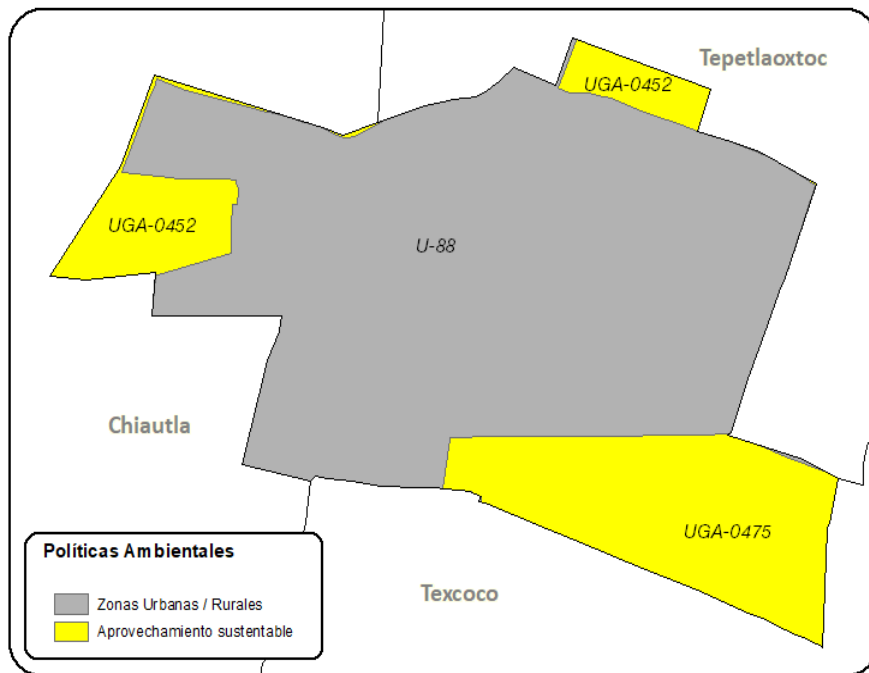 Tepetlaoxtoc
UGA-0452
UGA-0452
U-88
Chiautla
UGA-0475
Texcoco
Políticas Ambientales
Zonas Urbanas / Rurales
Aprovechamiento sustentable